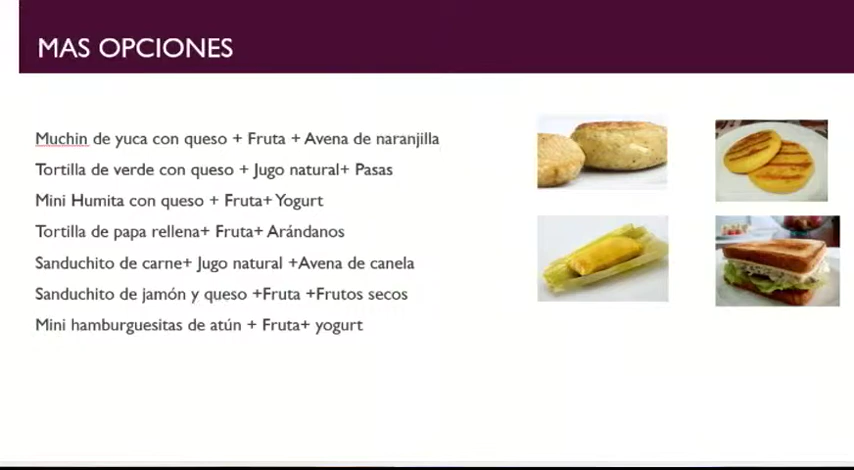 MAS OPCIONES
Muchin de yuca con queso + Fruta + Avena de naranjilla
Tortilla de verde con queso + Jugo natural+ Pasas
Mini Humita con queso + Fruta+ Yogurt
Tortilla de papa rellena+ Fruta+ Arándanos
Sanduchito de carne+ Jugo natural +Avena de canela
Sanduchito de jamón y queso +Fruta +Frutos secos
Mini hamburguesitas de atún + Fruta+ yogurt